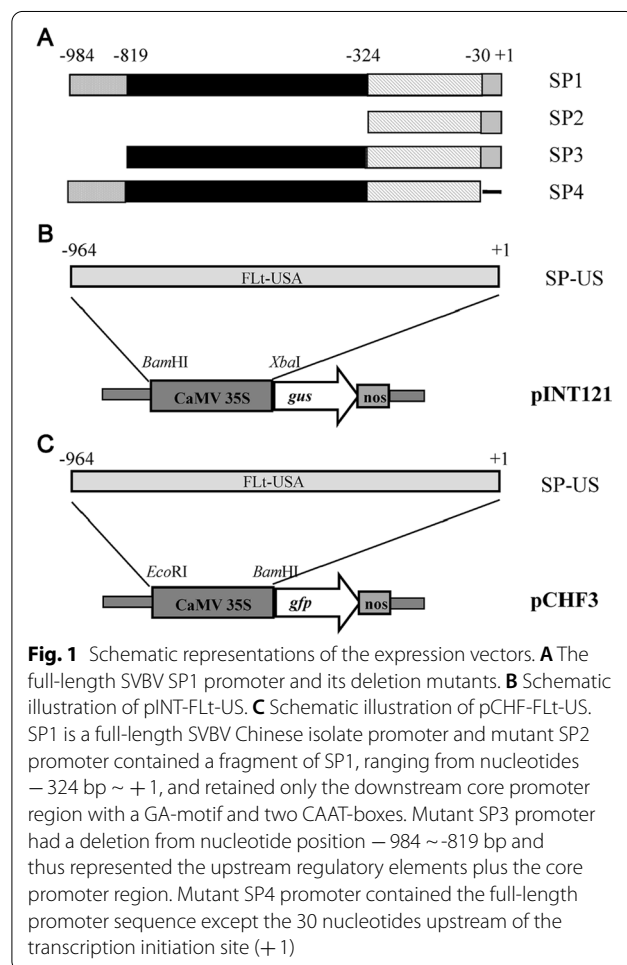 A
-984 -819 -324 -30 +1
SP1
SP2
SP3
SP4
B
-964 +1
FLt-USA SP-US
BamHI XbaI
CaMV 35S gus nos pINT121
C
-964 +1
FLt-USA SP-US
EcoRI BamHI
CaMV 35S gfp nos pCHF3
Fig. 1 Schematic representations of the expression vectors. A The
full-length SVBV SP1 promoter and its deletion mutants. B Schematic
illustration of pINT-FLt-US. C Schematic illustration of pCHF-FLt-US.
SP1 is a full-length SVBV Chinese isolate promoter and mutant SP2
promoter contained a fragment of SP1, ranging from nucleotides
− 324 bp ~ + 1, and retained only the downstream core promoter
region with a GA-motif and two CAAT-boxes. Mutant SP3 promoter
had a deletion from nucleotide position − 984 ~ -819 bp and
thus represented the upstream regulatory elements plus the core
promoter region. Mutant SP4 promoter contained the full-length
promoter sequence except the 30 nucleotides upstream of the
transcription initiation site (+ 1)